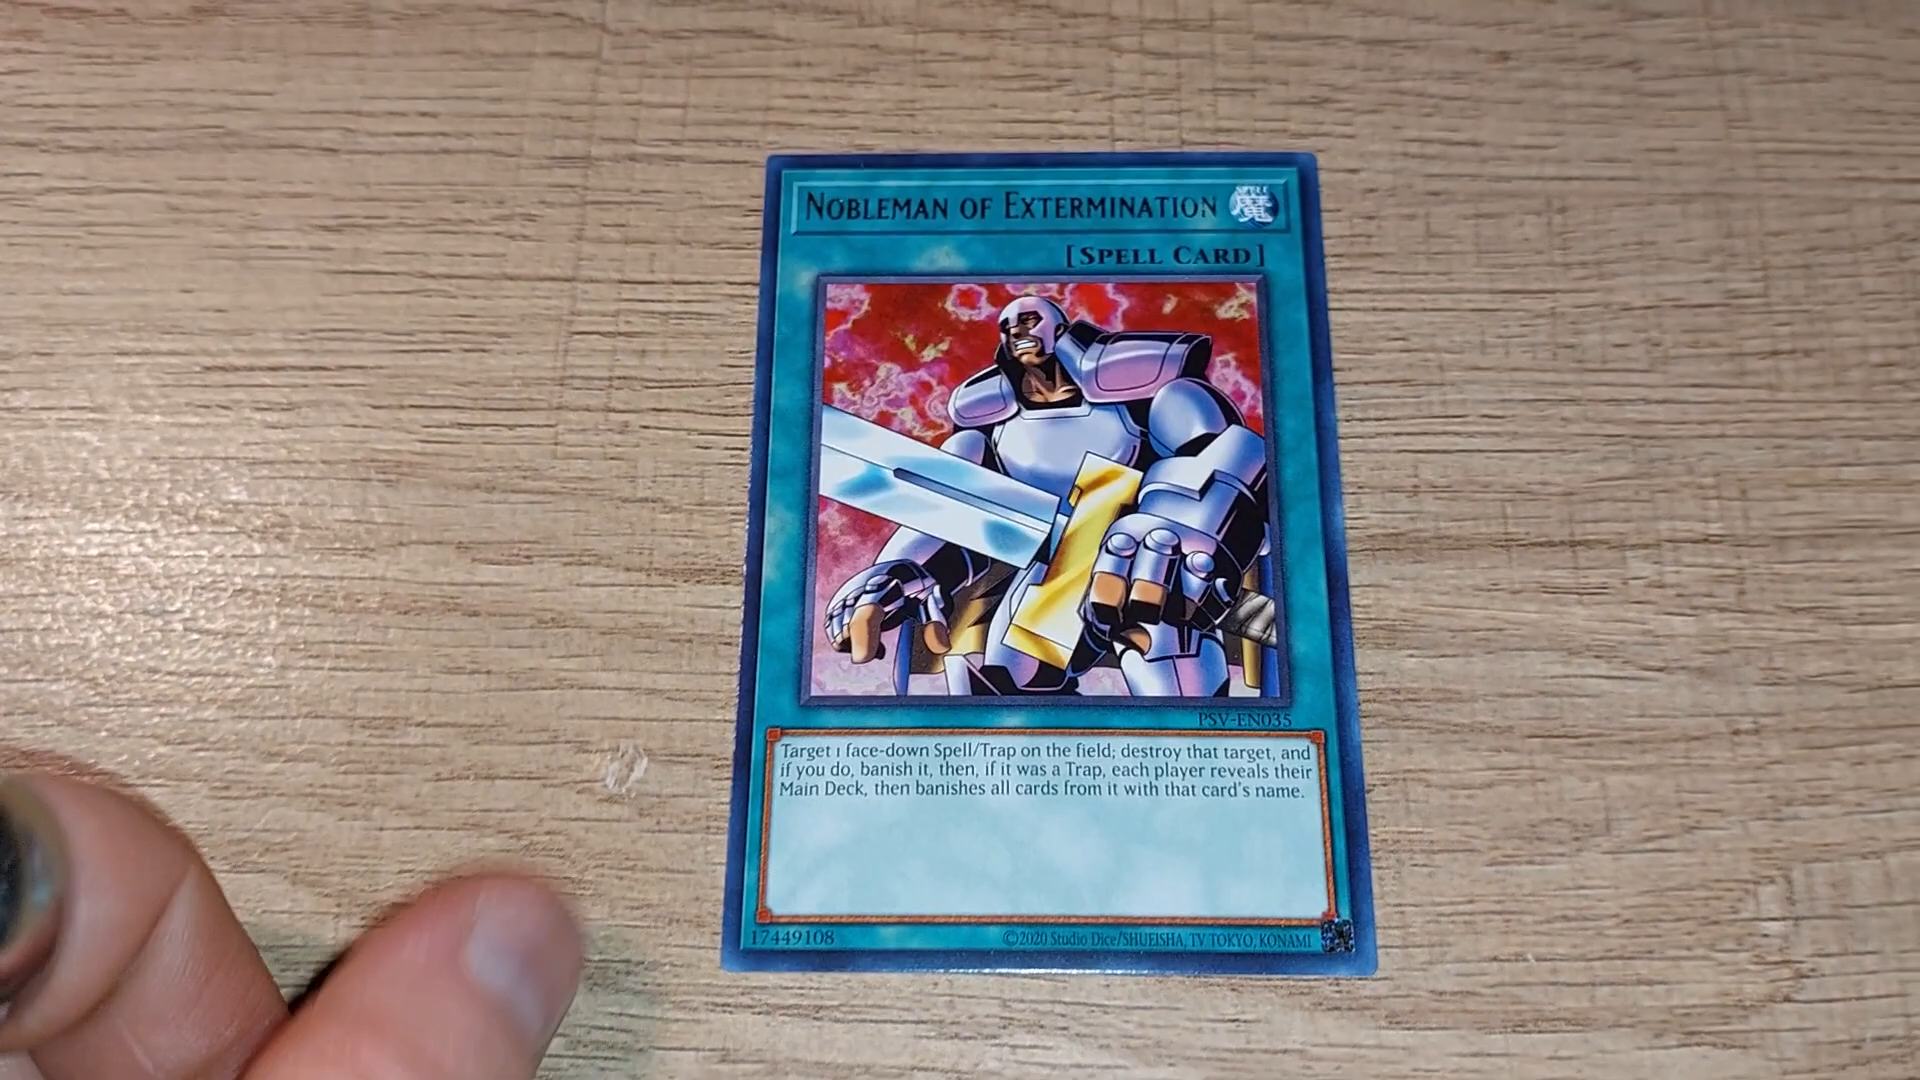 NOBLEMAN OF EXTERMINATION
SPELL
魔
[SPELL CARD]
PSV-EN035
Target 1 face-down Spell/Trap on the field; destroy that target, and
if you do, banish it, then, if it was a Trap, each player reveals their
Main Deck, then banishes all cards from it with that card's name.
17449108
©2020 Studio Dice/SHUEISHA, TV TOKYO, KONAMI